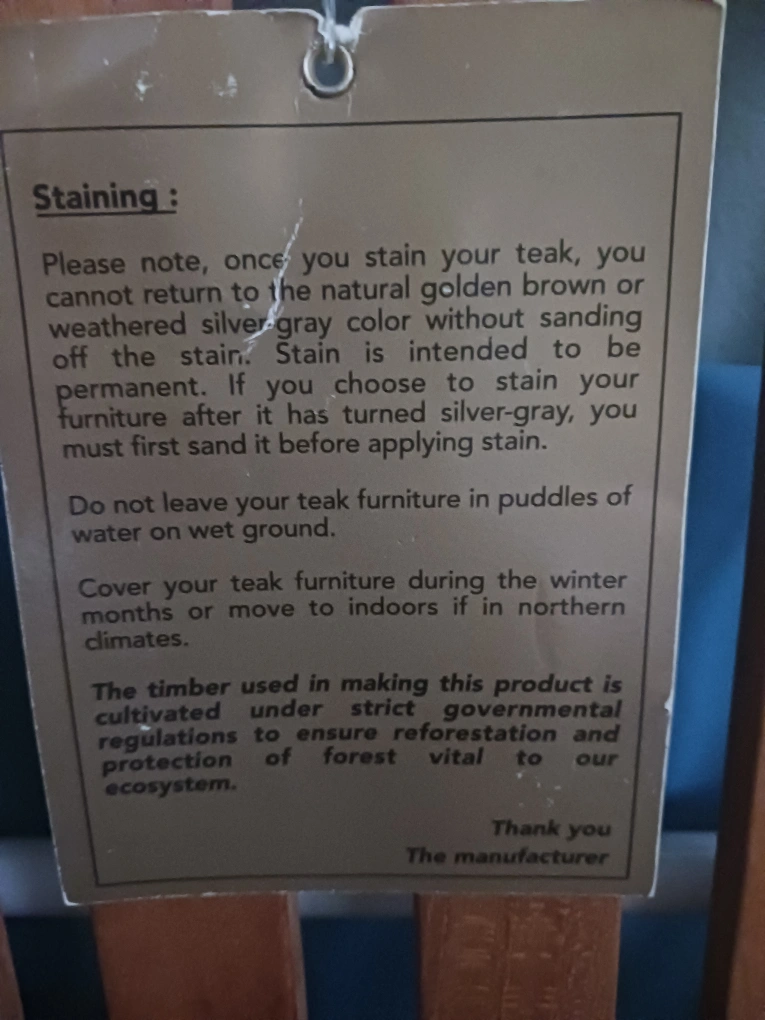 Staining :
Please note, once you stain your teak, you
cannot return to the natural golden brown or
weathered silver-gray color without sanding
off the stain. Stain is intended to be
permanent. If you choose to stain your
furniture after it has turned silver-gray, you
must first sand it before applying stain.
Do not leave your teak furniture in puddles of
water on wet ground.
Cover your teak furniture during the winter
months or move to indoors if in northern
climates.
The timber used in making this product is
cultivated under strict governmental
regulations to ensure reforestation and
protection of forest vital to our
ecosystem.
Thank you
The manufacturer